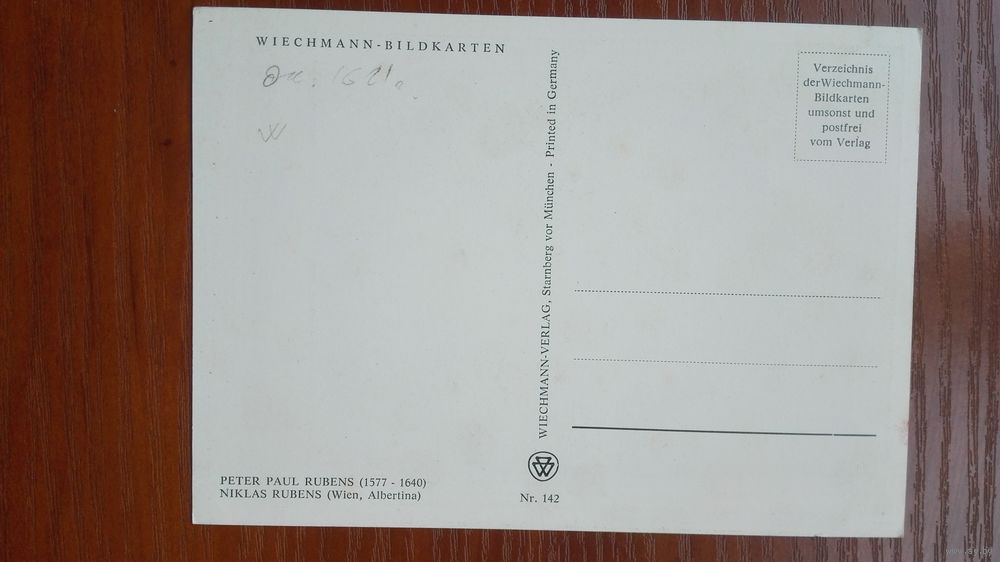 WIECHMANN-BILDKARTEN
1621
WIECHMANN-VERLAG, Starnberg vor München - Printed in Germany
Verzeichnis
der Wiechmann-
Bildkarten
umsonst und
postfrei
vom Verlag
PETER PAUL RUBENS (1577 - 1640)
NIKLAS RUBENS (Wien, Albertina)
W
Nr. 142